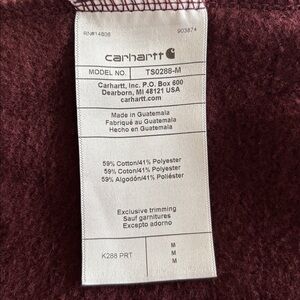 RN#14806 903874
carhartt
MODEL NO. TS0288-M
Carhartt, Inc. P.O. Box 600
Dearborn, MI 48121 USA
carhartt.com
Made in Guatemala
Fabriqué au Guatemala
Hecho en Guatemala
59% Cotton/41% Polyester
59% Coton/41% Polyester
59% Algodón/41% Poliéster
Exclusive trimming
Sauf garnitures
Excepto adorno
K288 PRT M
M
M